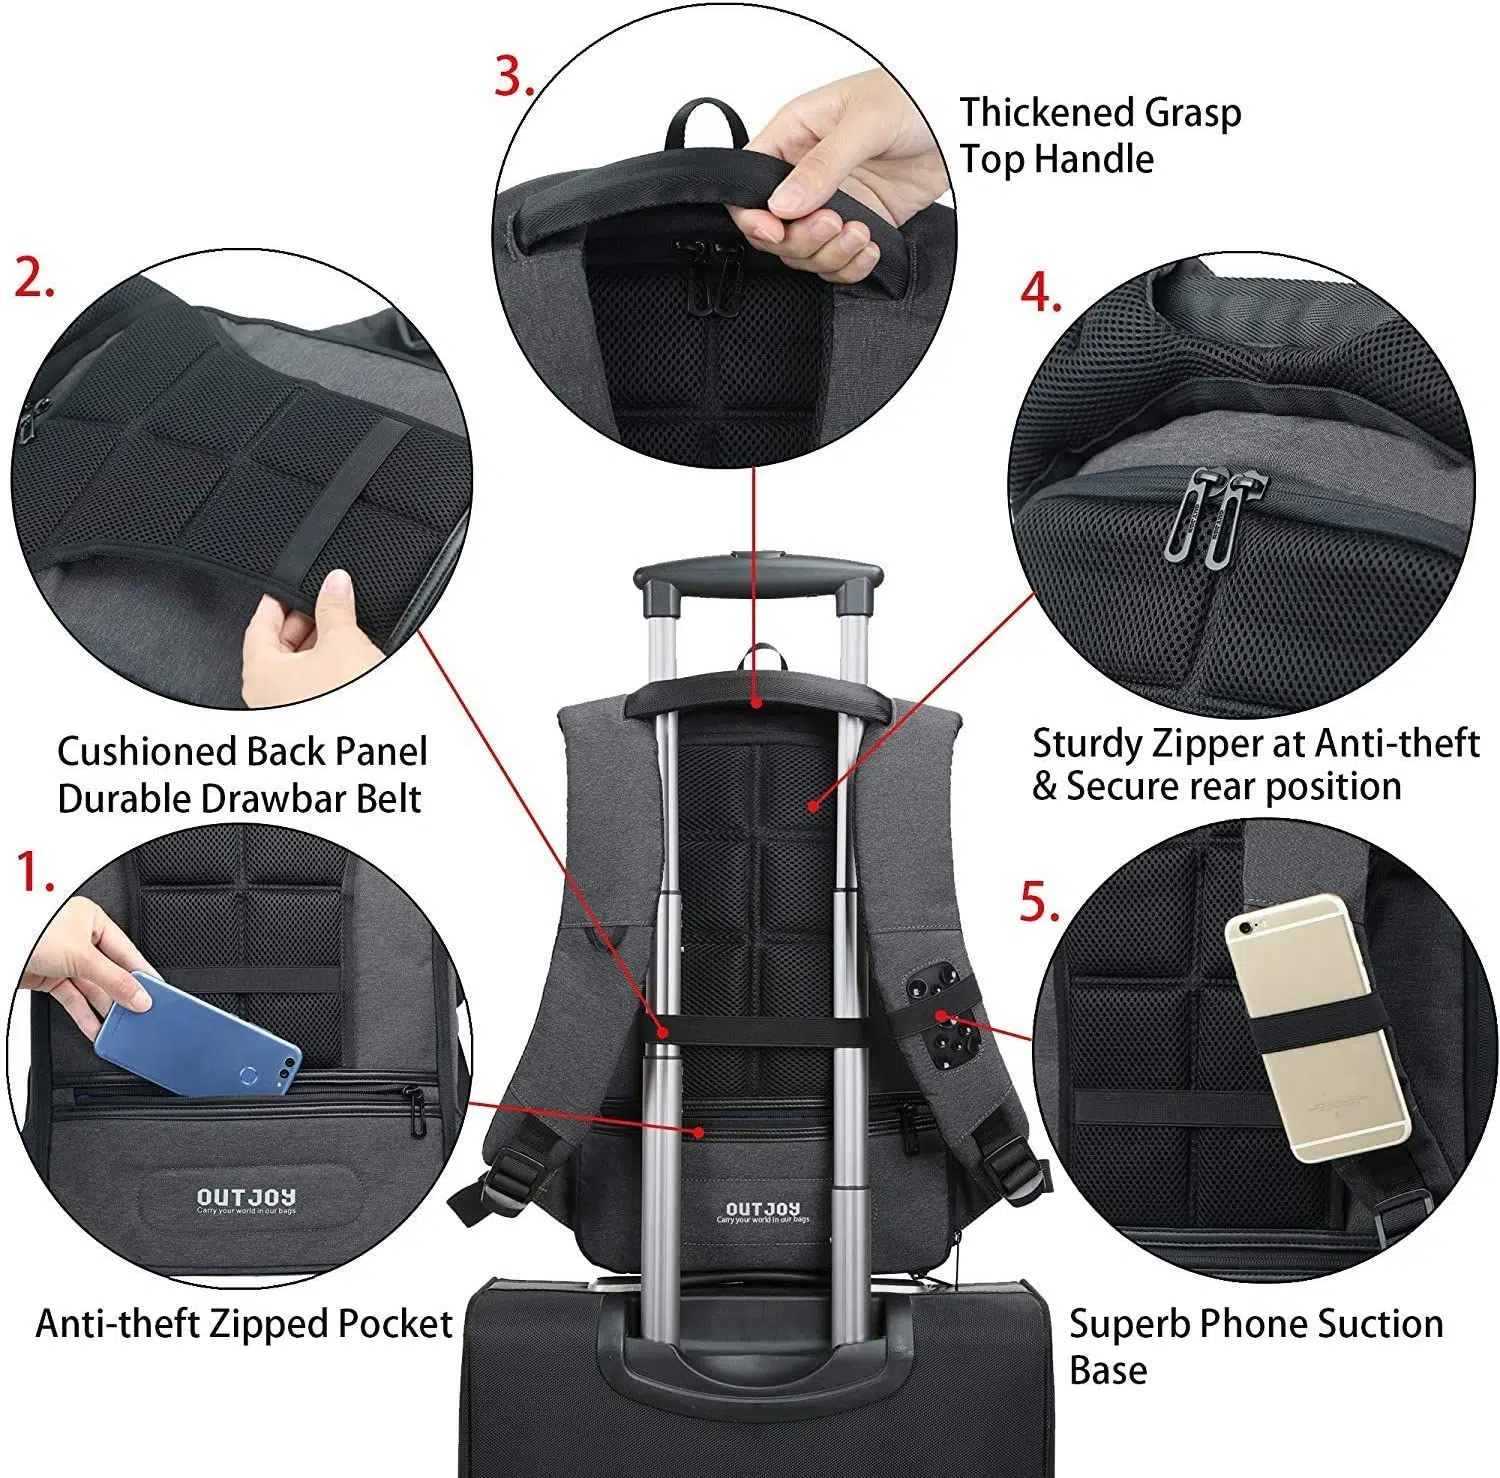 3.
Thickened Grasp
Top Handle
2.
Cushioned Back Panel
Durable Drawbar Belt
4.
Sturdy Zipper at Anti-theft
& Secure rear position
1.
OUTJOY
Carry your world in our bags
Anti-theft Zipped Pocket
OUTJOY
Carry your world in our bags
5.
Superb Phone Suction
Base